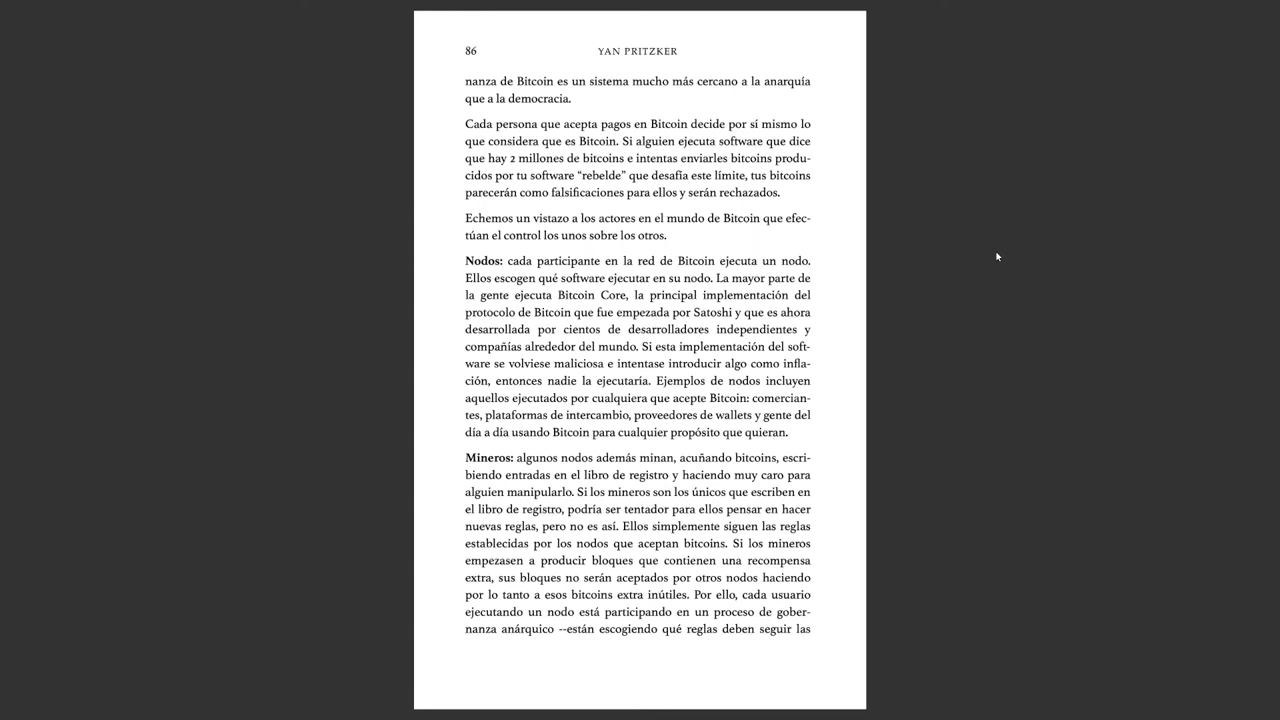 86
YAN PRITZKER
nanza de Bitcoin es un sistema mucho más cercano a la anarquía
que a la democracia.
Cada persona que acepta pagos en Bitcoin decide por sí mismo lo
que considera que es Bitcoin. Si alguien ejecuta software que dice
que hay 2 millones de bitcoins e intentas enviarles bitcoins produ-
cidos por tu software “rebelde” que desafía este límite, tus bitcoins
parecerán como falsificaciones para ellos y serán rechazados.
Echemos un vistazo a los actores en el mundo de Bitcoin que efec-
túan el control los unos sobre los otros.
Nodos: cada participante en la red de Bitcoin ejecuta un nodo.
Ellos escogen qué software ejecutar en su nodo. La mayor parte de
la gente ejecuta Bitcoin Core, la principal implementación del
protocolo de Bitcoin que fue empezada por Satoshi y que es ahora
desarrollada por cientos de desarrolladores independientes y
compañías alrededor del mundo. Si esta implementación del soft-
ware se volviese maliciosa e intentase introducir algo como infla-
ción, entonces nadie la ejecutaría. Ejemplos de nodos incluyen
aquellos ejecutados por cualquiera que acepte Bitcoin: comercian-
tes, plataformas de intercambio, proveedores de wallets y gente del
día a día usando Bitcoin para cualquier propósito que quieran.
Mineros: algunos nodos además minan, acuñando bitcoins, escri-
biendo entradas en el libro de registro y haciendo muy caro para
alguien manipularlo. Si los mineros son los únicos que escriben en
el libro de registro, podría ser tentador para ellos pensar en hacer
nuevas reglas, pero no es así. Ellos simplemente siguen las reglas
establecidas por los nodos que aceptan bitcoins. Si los mineros
empezasen a producir bloques que contienen una recompensa
extra, sus bloques no serán aceptados por otros nodos haciendo
por lo tanto a esos bitcoins extra inútiles. Por ello, cada usuario
ejecutando un nodo está participando en un proceso de gober-
nanza anárquico --están escogiendo qué reglas deben seguir las